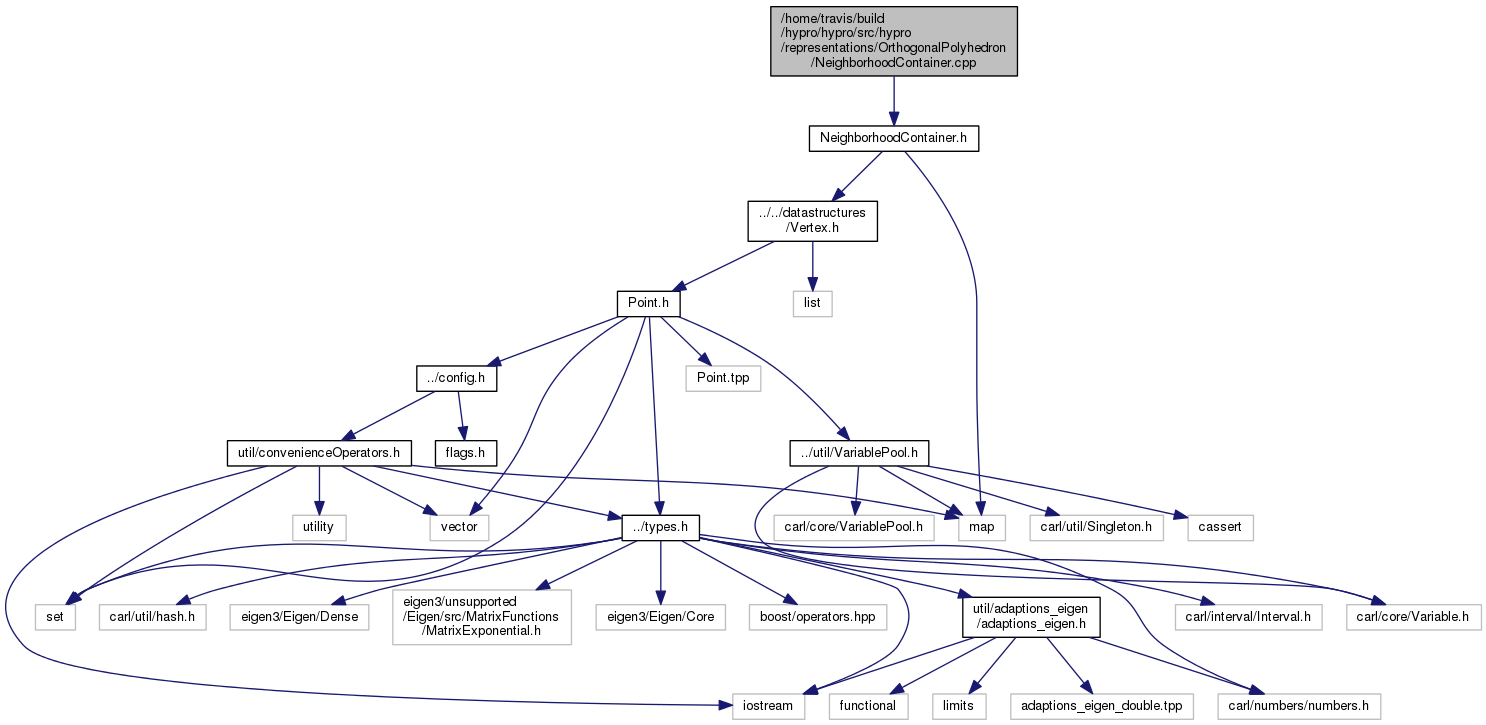 /home/travis/build
/hypro/hypro/src/hypro
/representations/OrthogonalPolyhedron
/NeighborhoodContainer.cpp
NeighborhoodContainer.h
../../datastructures
/Vertex.h
Point.h
list
../config.h
Point.tpp
util/convenienceOperators.h
flags.h
../util/VariablePool.h
utility
vector
../types.h
carl/core/VariablePool.h
map
carl/util/Singleton.h
cassert
set
carl/util/hash.h
eigen3/Eigen/Dense
eigen3/unsupported
/Eigen/src/MatrixFunctions
/MatrixExponential.h
eigen3/Eigen/Core
boost/operators.hpp
util/adaptions_eigen
/adaptions_eigen.h
carl/interval/Interval.h
carl/core/Variable.h
iostream
functional
limits
adaptions_eigen_double.tpp
carl/numbers/numbers.h